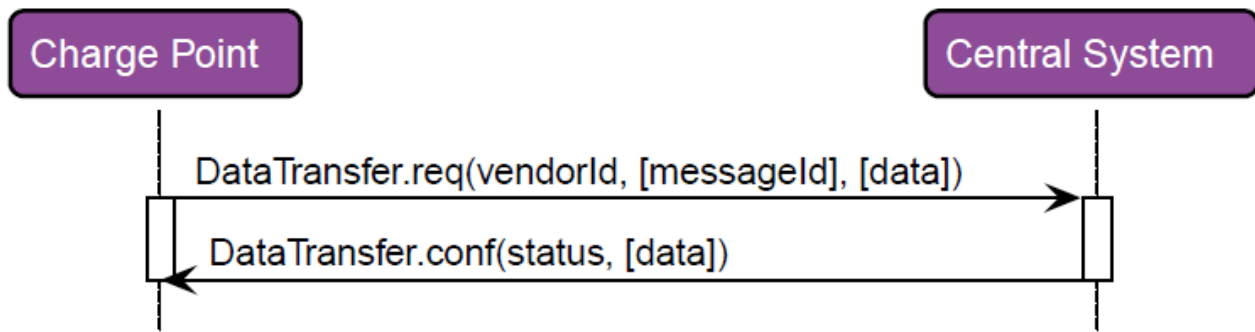 Charge Point
Central System
DataTransfer.req(vendorId, [messageId], [data])
DataTransfer.conf(status, [data])